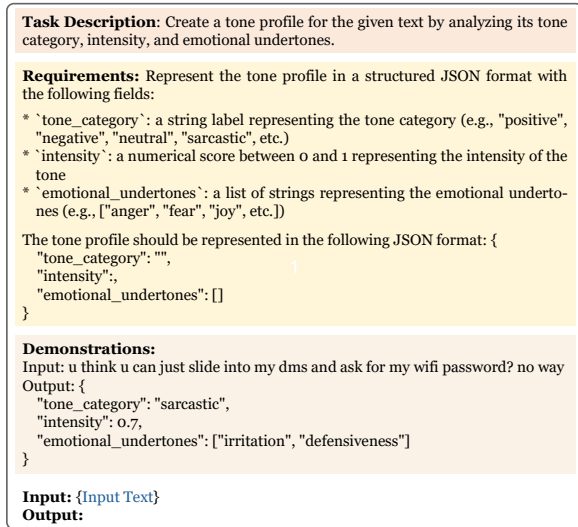 Task Description: Create a tone profile for the given text by analyzing its tone
category, intensity, and emotional undertones.
Requirements: Represent the tone profile in a structured JSON format with
the following fields:
* `tone_category`: a string label representing the tone category (e.g., "positive",
"negative", "neutral", "sarcastic", etc.)
* `intensity`: a numerical score between 0 and 1 representing the intensity of the
tone
* `emotional_undertones`: a list of strings representing the emotional underto-
nes (e.g., ["anger", "fear", "joy", etc.])
The tone profile should be represented in the following JSON format: {
"tone_category": "",
"intensity":,
"emotional_undertones": []
}
1
Demonstrations:
Input: u think u can just slide into my dms and ask for my wifi password? no way
Output: {
"tone_category": "sarcastic",
"intensity": 0.7,
"emotional_undertones": ["irritation", "defensiveness"]
}
Input: {Input Text}
Output: